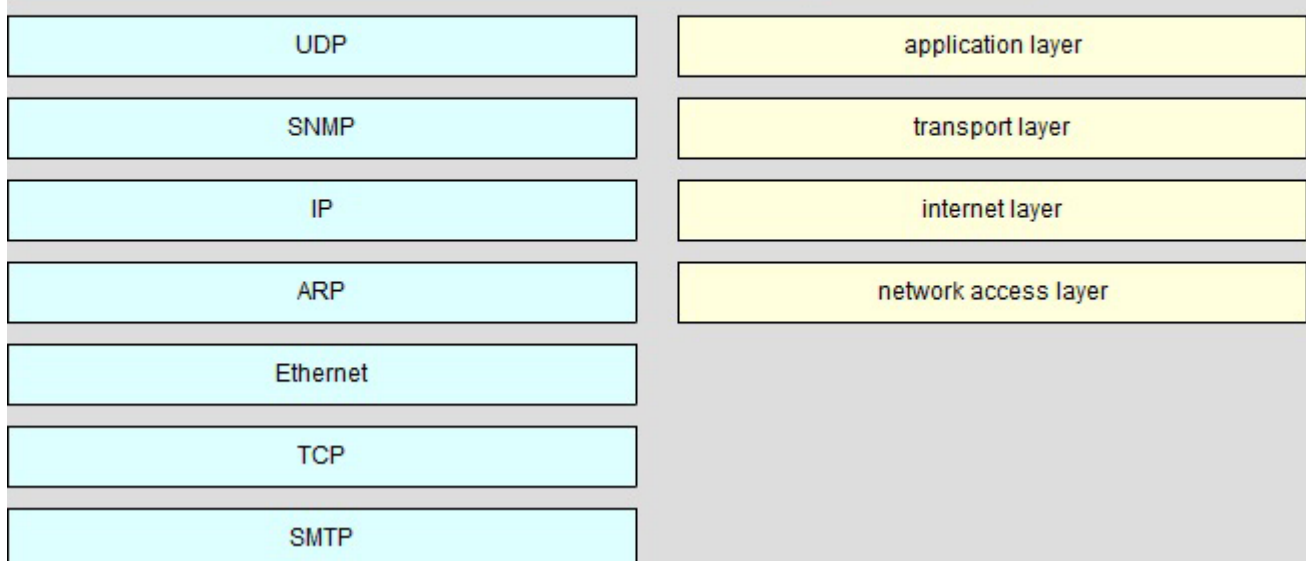 UDP
application layer
SNMP
transport layer
IP
internet layer
ARP
network access layer
Ethernet
TCP
SMTP